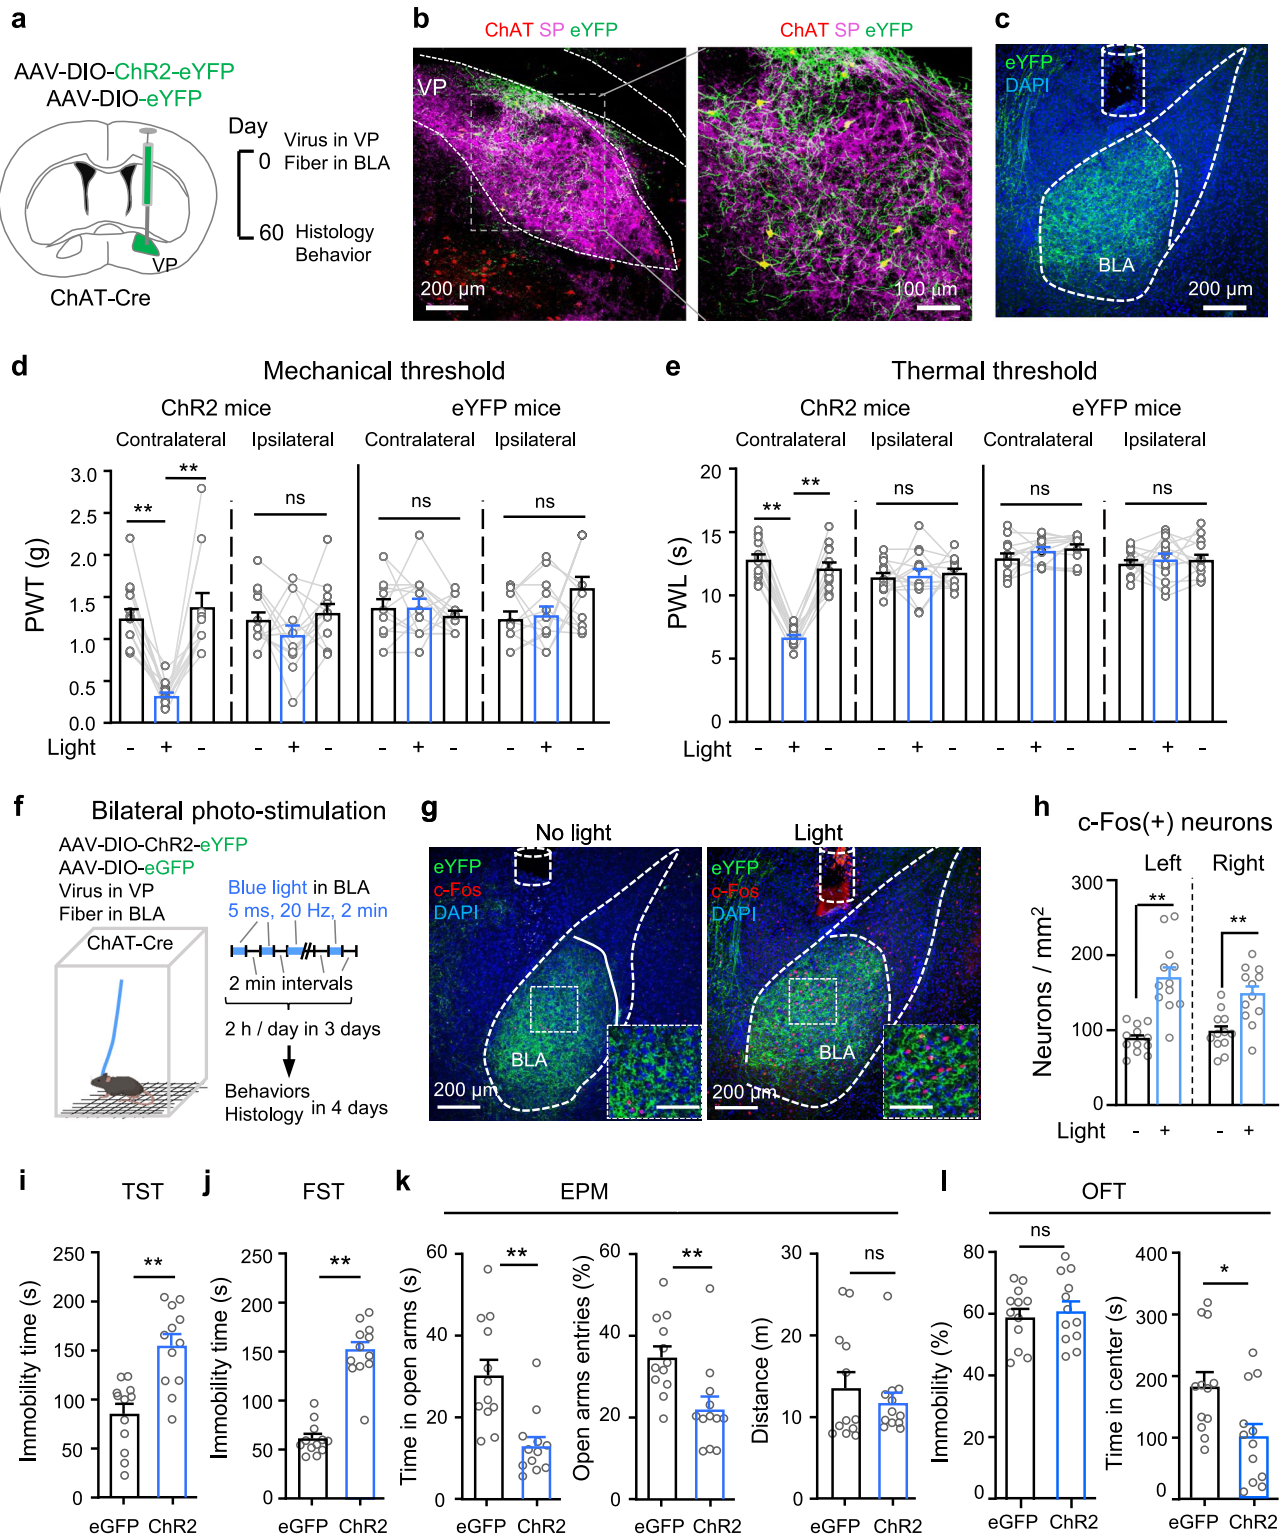 a
AAV-DIO-ChR2-eYFP
AAV-DIO-eYFP
Day
0
Virus in VP
Fiber in BLA
60
Histology
Behavior
VP
ChAT-Cre
b
ChAT SP eYFP
ChAT SP eYFP
VP
200 µm
100 µm
c
eYFP
DAPI
BLA
200 µm
d
Mechanical threshold
ChR2 mice
eYFP mice
Contralateral
Ipsilateral
Contralateral
Ipsilateral
PWT (g)
3.0
2.5
2.0
1.5
1.0
0.5
0.0
**
**
ns
ns
ns
Light
- + - - + - - + - - + -
e
Thermal threshold
ChR2 mice
eYFP mice
Contralateral
Ipsilateral
Contralateral
Ipsilateral
PWL (s)
20
15
10
5
0
**
**
ns
ns
ns
Light
- + - - + - - + - - + -
f
Bilateral photo-stimulation
AAV-DIO-ChR2-eYFP
AAV-DIO-eGFP
Virus in VP
Fiber in BLA
ChAT-Cre
Blue light in BLA
5 ms, 20 Hz, 2 min
2 min intervals
2 h / day in 3 days
Behaviors
Histology
in 4 days
g
No light
Light
eYFP
c-Fos
DAPI
BLA
200 µm
eYFP
c-Fos
DAPI
BLA
200 µm
h
c-Fos(+) neurons
Left
Right
Neurons / mm²
300
200
100
0
**
**
Light
- + - +
i
TST
Immobility time (s)
250
200
150
100
50
0
**
eGFP ChR2
j
FST
Immobility time (s)
250
200
150
100
50
0
**
eGFP ChR2
k
EPM
Time in open arms (s)
60
40
20
0
**
eGFP ChR2
Open arms entries (%)
60
40
20
0
**
eGFP ChR2
Distance (m)
30
20
10
0
ns
eGFP ChR2
l
OFT
Immobility (%)
80
60
40
20
0
ns
eGFP ChR2
Time in center (s)
400
300
200
100
0
*
eGFP ChR2